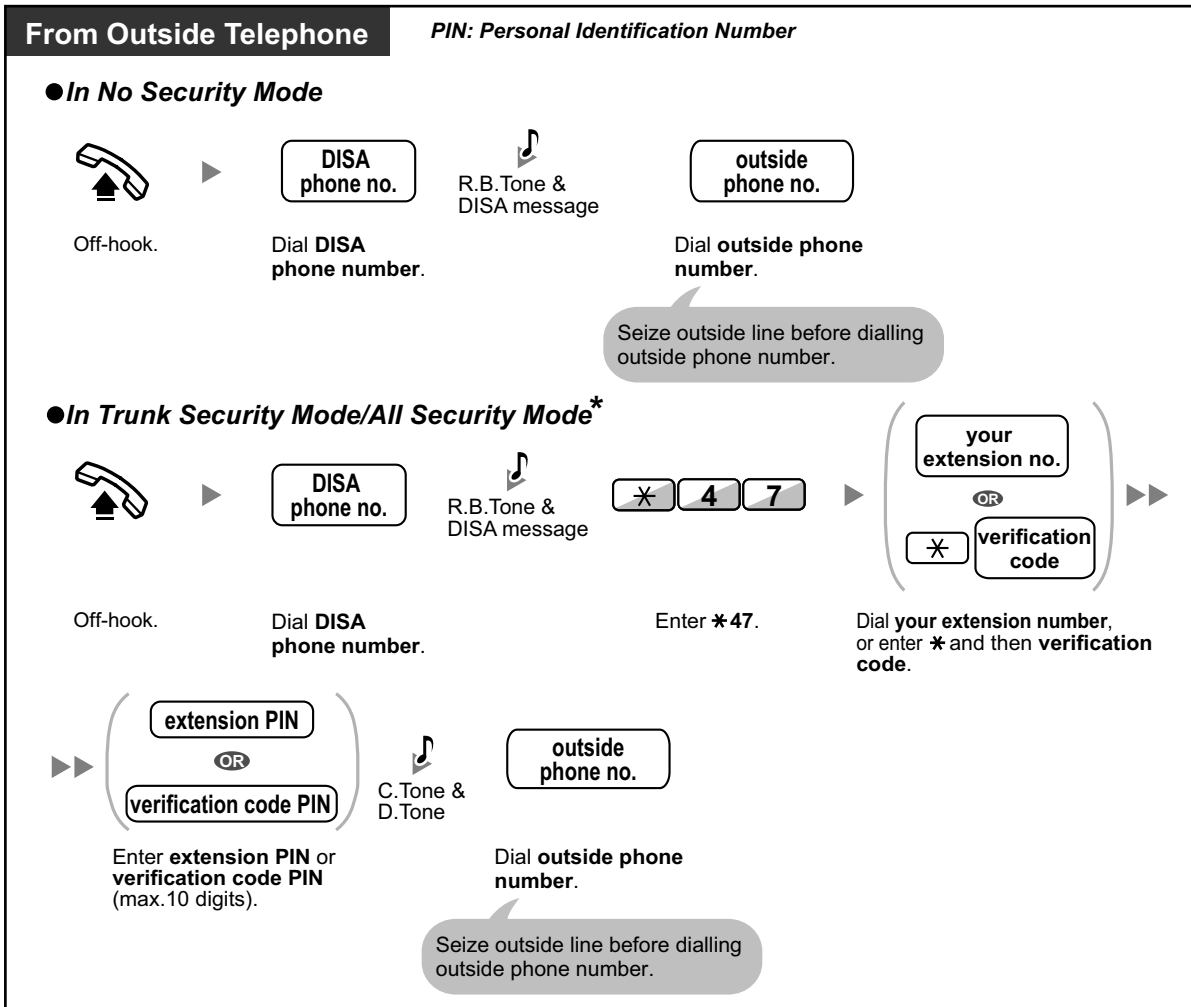 From Outside Telephone
PIN: Personal Identification Number
●In No Security Mode
DISA
phone no.
R.B.Tone &
DISA message
outside
phone no.
Off-hook.
Dial DISA
phone number.
Dial outside phone
number.
Seize outside line before dialling
outside phone number.
●In Trunk Security Mode/All Security Mode*
DISA
phone no.
R.B.Tone &
DISA message
* 4 7
your
extension no.
OR
* verification
code
Off-hook.
Dial DISA
phone number.
Enter *47.
Dial your extension number,
or enter * and then verification
code.
extension PIN
OR
verification code PIN
C.Tone &
D.Tone
outside
phone no.
Enter extension PIN or
verification code PIN
(max.10 digits).
Dial outside phone
number.
Seize outside line before dialling
outside phone number.